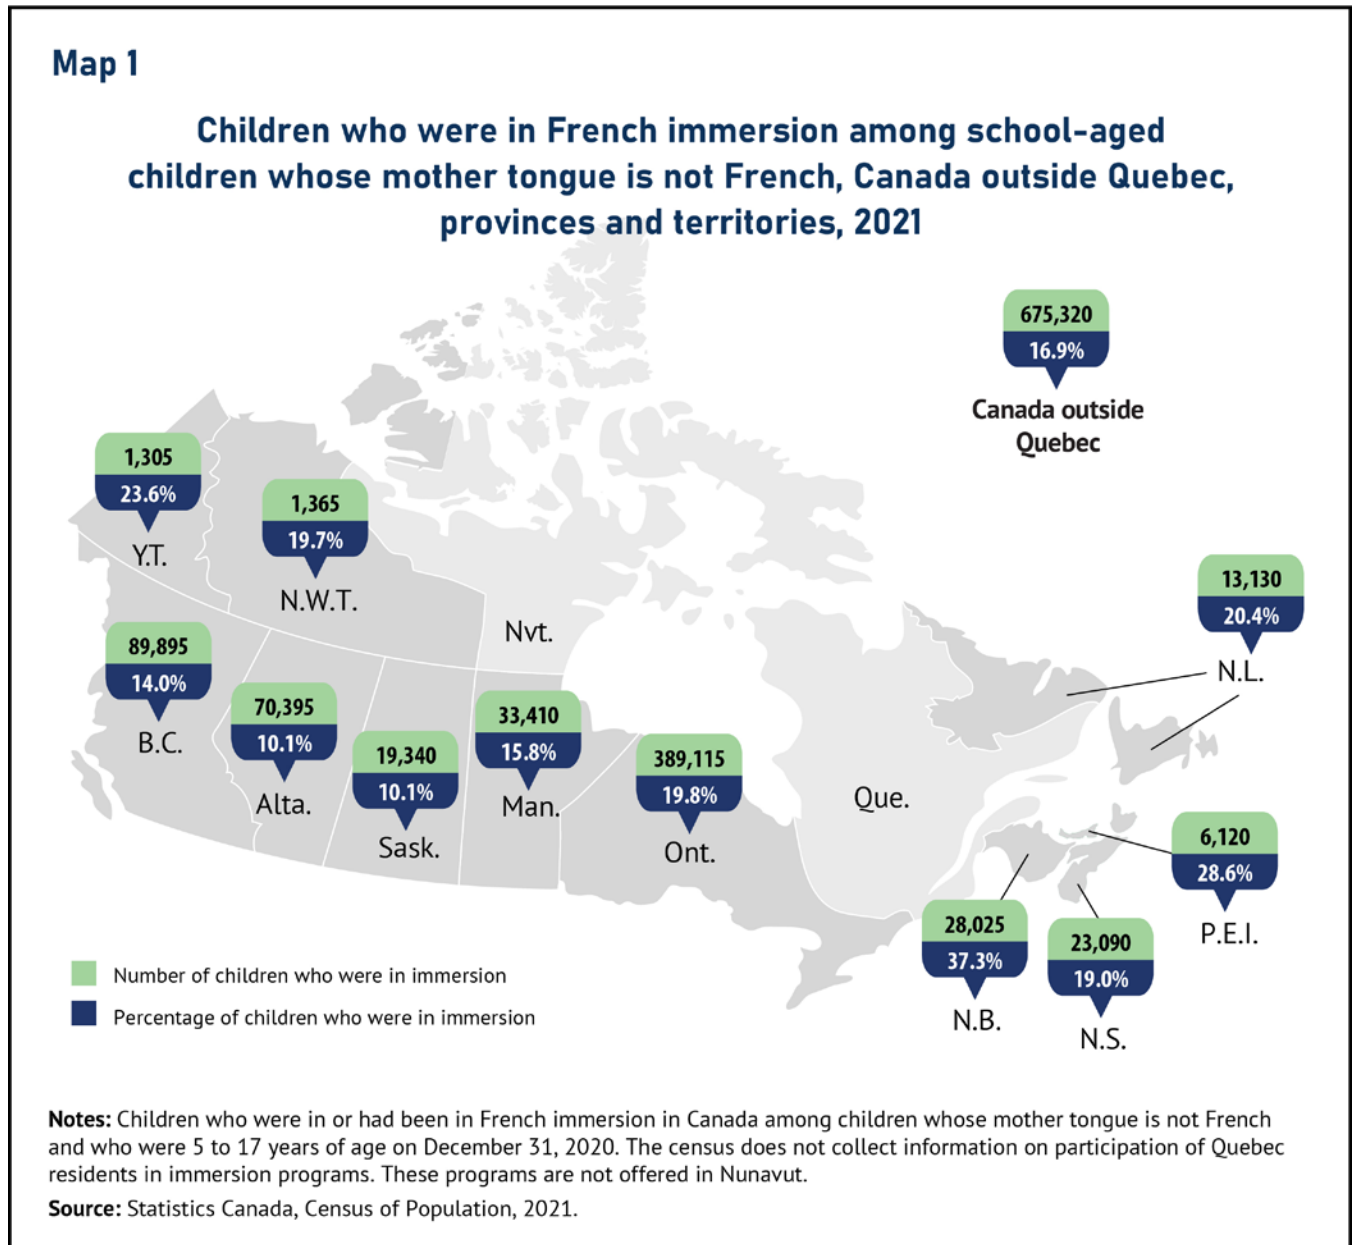 Map 1
Children who were in French immersion among school-aged
children whose mother tongue is not French, Canada outside Quebec,
provinces and territories, 2021
675,320
16.9%
Canada outside
Quebec
1,305
23.6%
Y.T.
1,365
19.7%
N.W.T.
Nvt.
13,130
20.4%
N.L.
89,895
14.0%
B.C.
70,395
10.1%
Alta.
19,340
10.1%
Sask.
33,410
15.8%
Man.
389,115
19.8%
Ont.
Que.
6,120
28.6%
P.E.I.
28,025
37.3%
N.B.
23,090
19.0%
N.S.
Number of children who were in immersion
Percentage of children who were in immersion
Notes: Children who were in or had been in French immersion in Canada among children whose mother tongue is not French
and who were 5 to 17 years of age on December 31, 2020. The census does not collect information on participation of Quebec
residents in immersion programs. These programs are not offered in Nunavut.
Source: Statistics Canada, Census of Population, 2021.